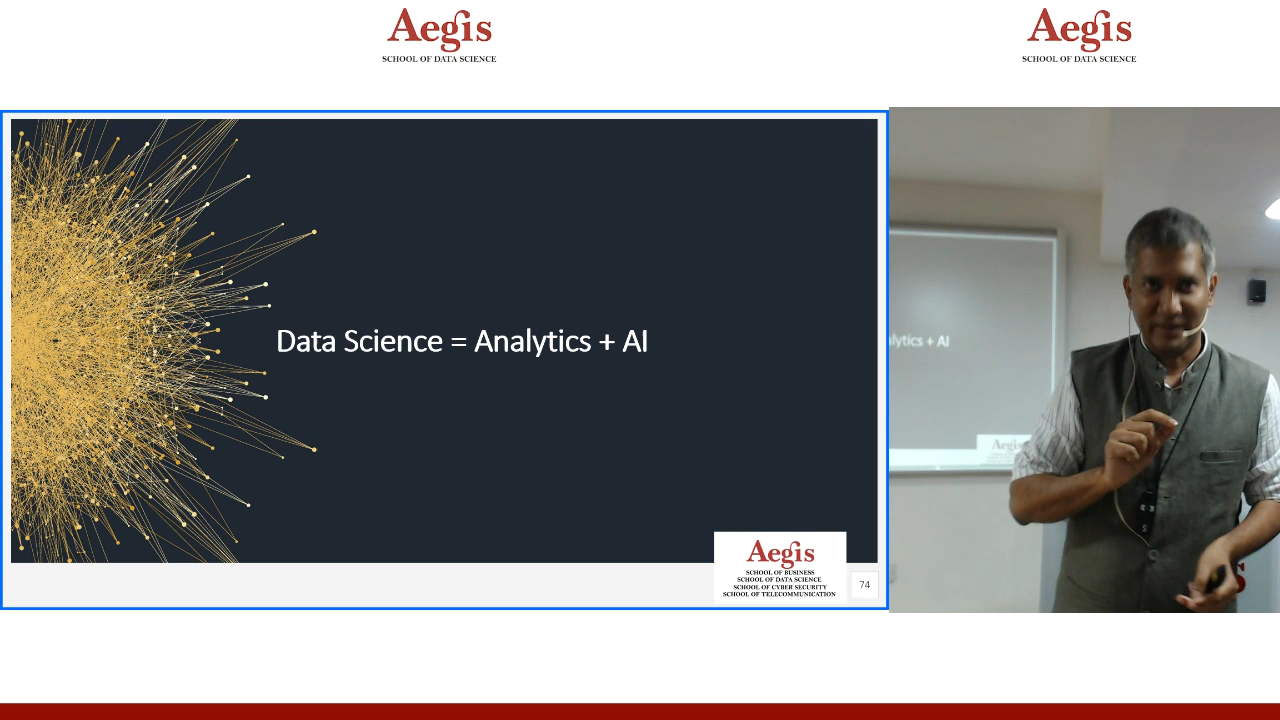 Aegis
SCHOOL OF DATA SCIENCE
Aegis
SCHOOL OF DATA SCIENCE
Data Science = Analytics + AI
Aegis
SCHOOL OF BUSINESS
SCHOOL OF DATA SCIENCE
SCHOOL OF CYBER SECURITY
SCHOOL OF TELECOMMUNICATION
74
lytics + AI
Aegis